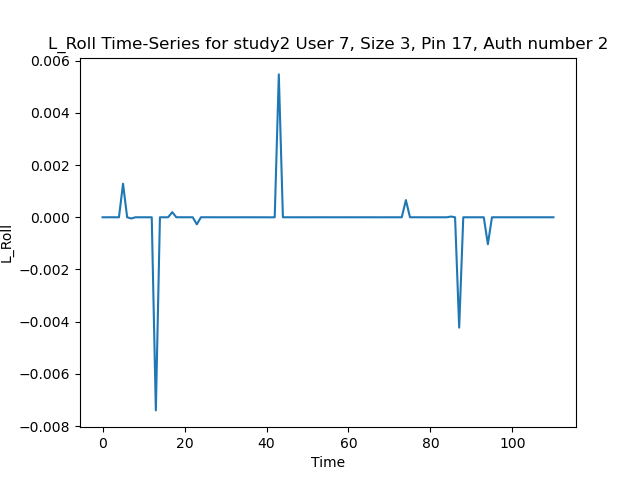 L_Roll Time-Series for study2 User 7, Size 3, Pin 17, Auth number 2
0.006
0.004
0.002
0.000
−0.002
−0.004
−0.006
−0.008
L_Roll
0 20 40 60 80 100
Time